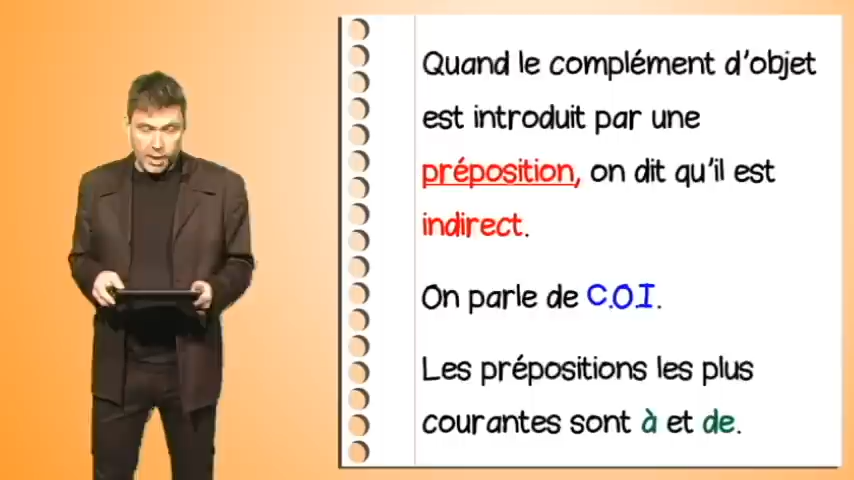 Quand le complément d'objet
est introduit par une
préposition, on dit qu'il est
indirect.
On parle de C.O.I.
Les prépositions les plus
courantes sont à et de.